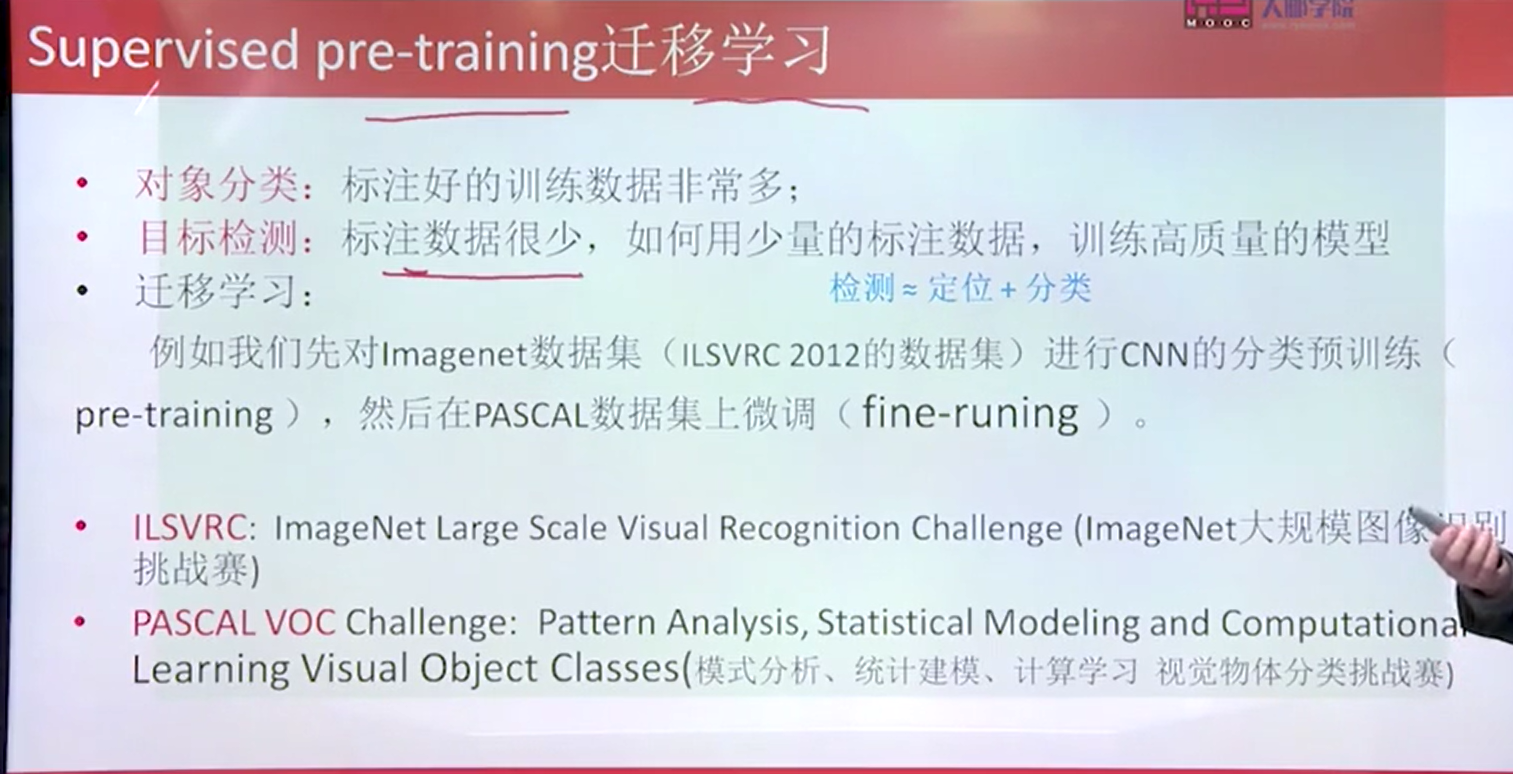 MOOC
Supervised pre-training迁移学习
• 对象分类：标注好的训练数据非常多；
• 目标检测：标注数据很少，如何用少量的标注数据，训练高质量的模型
• 迁移学习：
检测≈定位+分类
例如我们先对Imagenet数据集（ILSVRC 2012的数据集）进行CNN的分类预训练（
pre-training ），然后在PASCAL数据集上微调（ fine-runing ）。
• ILSVRC: ImageNet Large Scale Visual Recognition Challenge (ImageNet大规模图像识别
挑战赛)
• PASCAL VOC Challenge: Pattern Analysis, Statistical Modeling and Computational
Learning Visual Object Classes(模式分析、统计建模、计算学习 视觉物体分类挑战赛)